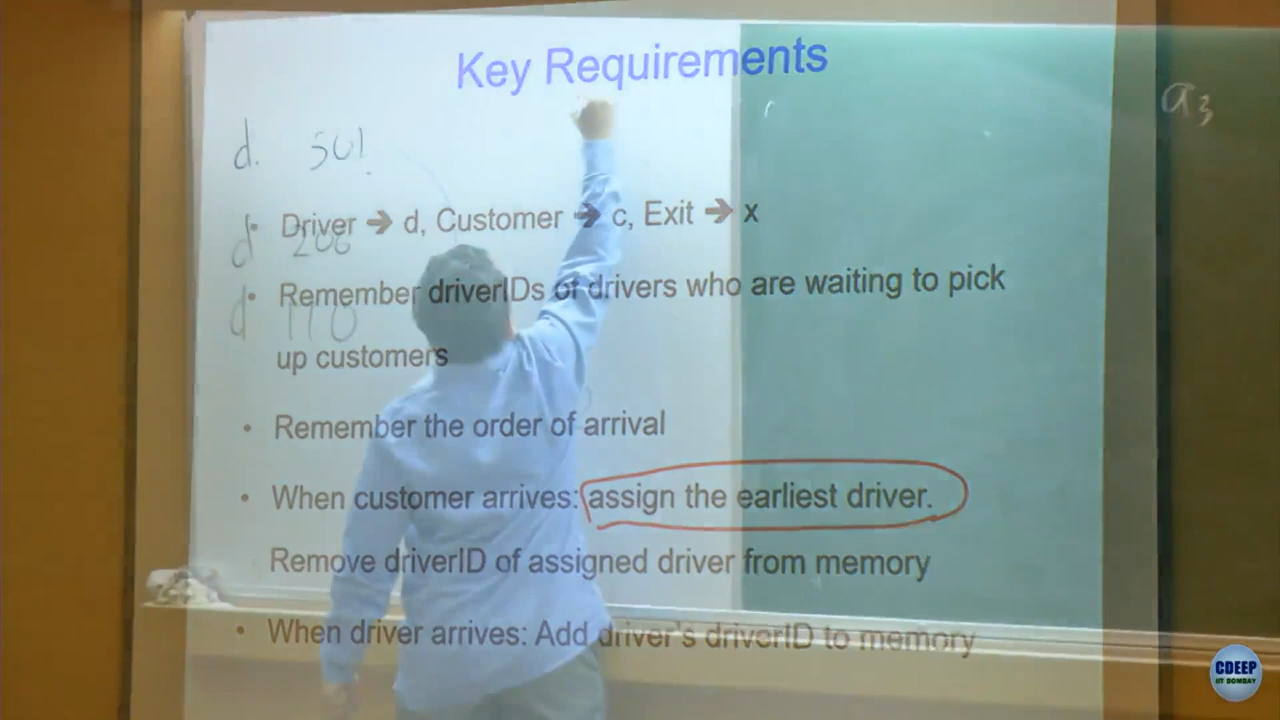 Key Requirements
a3
d. 501
• Driver ➔ d, Customer ➔ c, Exit ➔ x
d 206
• Remember driverIDs of drivers who are waiting to pick
d 110
up customers
• Remember the order of arrival
• When customer arrives: assign the earliest driver.
Remove driverID of assigned driver from memory
• When driver arrives: Add driver's driverID to memory
CDEEP
IIT BOMBAY